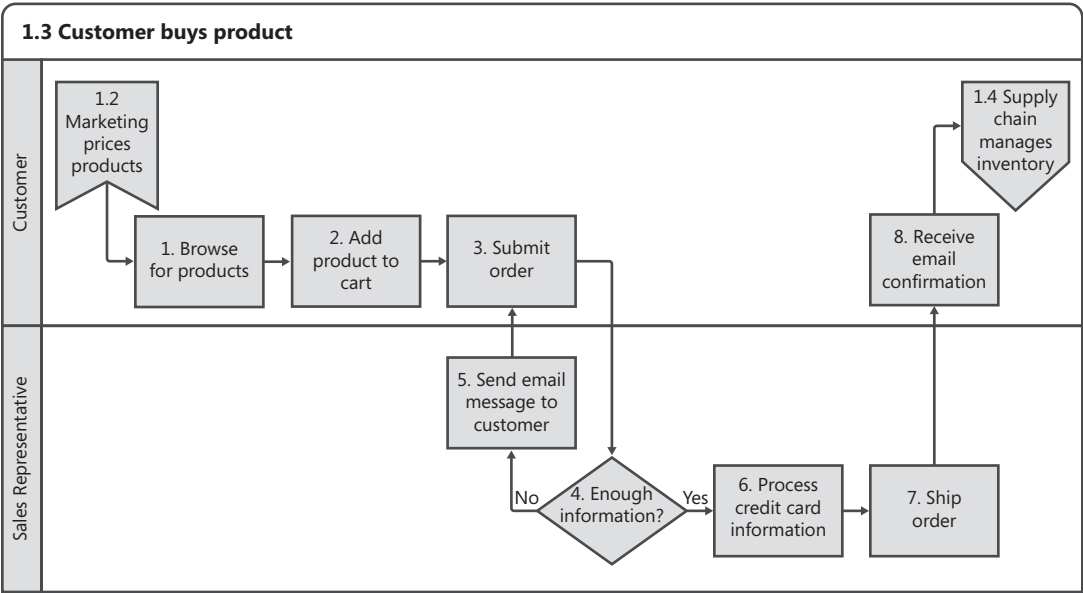 1.3 Customer buys product
Customer
1.2
Marketing
prices
products
1. Browse
for products
2. Add
product to
cart
3. Submit
order
8. Receive
email
confirmation
1.4 Supply
chain
manages
inventory
Sales Representative
5. Send email
message to
customer
No
4. Enough
information?
Yes
6. Process
credit card
information
7. Ship
order